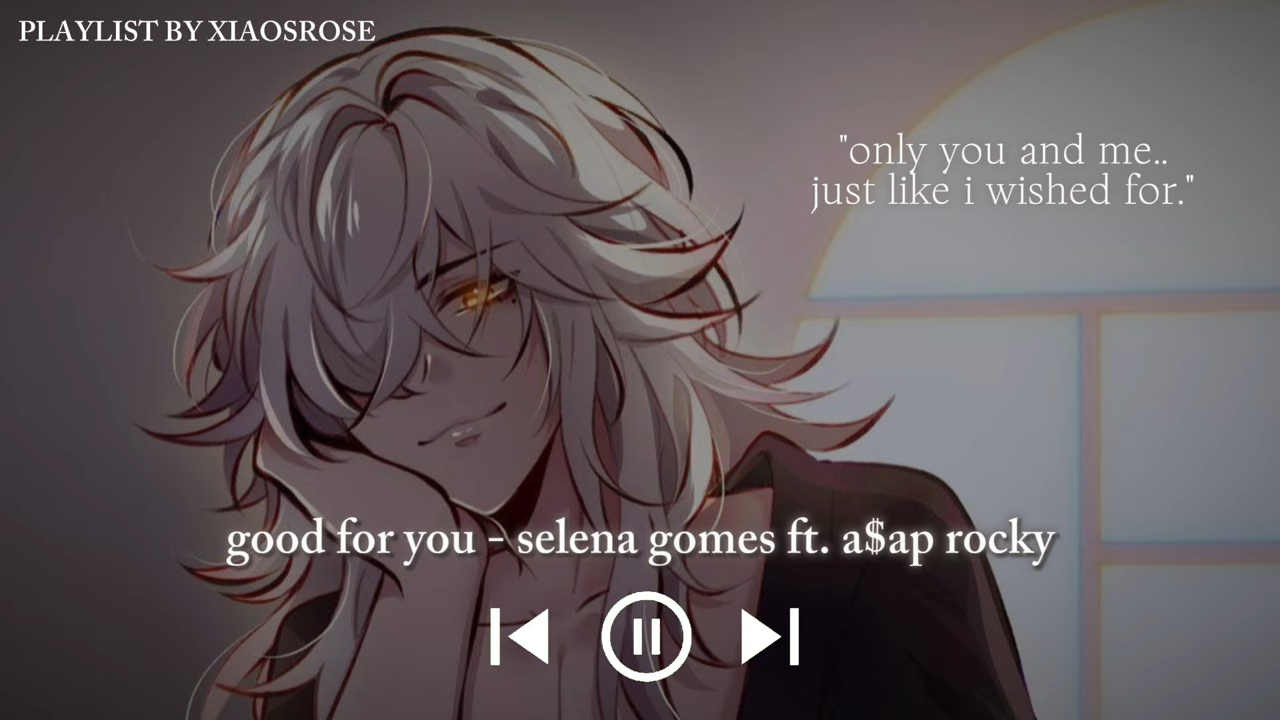 PLAYLIST BY XIAOSROSE
"only you and me..
just like i wished for."
good for you - selena gomes ft. a$ap rocky